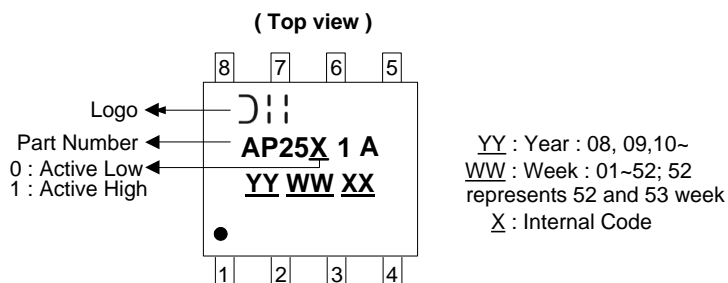 ( Top view )
8 7 6 5
Logo
Part Number
0 : Active Low
1 : Active High
AP25X 1 A
YY WW XX
1 2 3 4
YY : Year : 08, 09,10~
WW : Week : 01~52; 52
represents 52 and 53 week
X : Internal Code